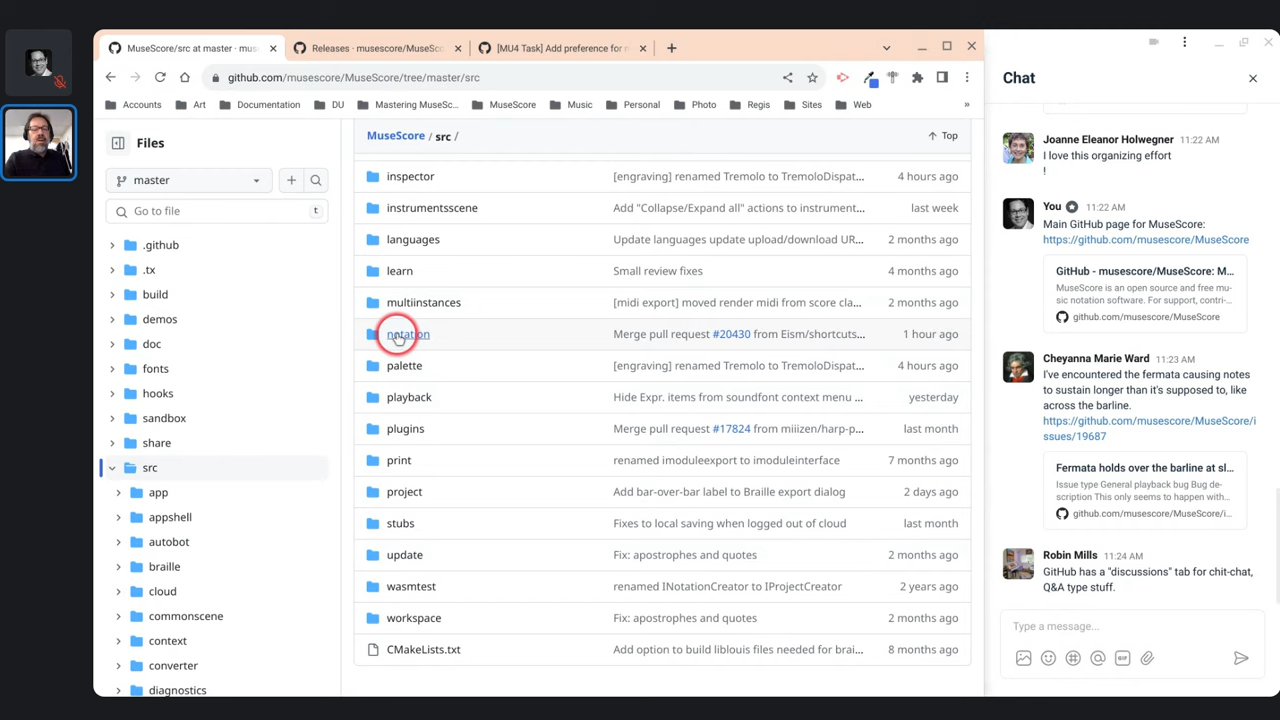 MuseScore/src at master · mus
Releases · musescore/MuseSc
[MU4 Task] Add preference for n
github.com/musescore/MuseScore/tree/master/src
Accounts
Art
Documentation
DU
Mastering MuseSc...
MuseScore
Music
Personal
Photo
Regis
Sites
Web
»
Files
master
Go to file
t
.github
.tx
build
demos
doc
fonts
hooks
sandbox
share
src
app
appshell
autobot
braille
cloud
commonscene
context
converter
diagnostics
MuseScore / src /
Top
inspector [engraving] renamed Tremolo to TremoloDispat... 4 hours ago
instrumentsscene Add "Collapse/Expand all" actions to instrument... last week
languages Update languages update upload/download UR... 2 months ago
learn Small review fixes 4 months ago
multiinstances [midi export] moved render midi from score cla... 2 months ago
notation Merge pull request #20430 from Eism/shortcuts... 1 hour ago
palette [engraving] renamed Tremolo to TremoloDispat... 4 hours ago
playback Hide Expr. items from soundfont context menu ... yesterday
plugins Merge pull request #17824 from miiizen/harp-p... last month
print renamed imoduleexport to imoduleinterface 7 months ago
project Add bar-over-bar label to Braille export dialog 2 days ago
stubs Fixes to local saving when logged out of cloud last month
update Fix: apostrophes and quotes 2 months ago
wasmtest renamed INotationCreator to IProjectCreator 2 years ago
workspace Fix: apostrophes and quotes 2 months ago
CMakeLists.txt Add option to build liblouis files needed for brai... 8 months ago
Chat
Joanne Eleanor Holwegner 11:22 AM
I love this organizing effort
!
You 11:22 AM
Main GitHub page for MuseScore:
https://github.com/musescore/MuseScore
GitHub - musescore/MuseScore: M...
MuseScore is an open source and free mu-
sic notation software. For support, contri-...
github.com/musescore/MuseScore
Cheyanna Marie Ward 11:23 AM
I've encountered the fermata causing notes
to sustain longer than it's supposed to, like
across the barline.
https://github.com/musescore/MuseScore/i
ssues/19687
Fermata holds over the barline at sl...
Issue type General playback bug Bug de-
scription This only seems to happen with...
github.com/musescore/MuseScore/i...
Robin Mills 11:24 AM
GitHub has a "discussions" tab for chit-chat,
Q&A type stuff.
Type a message...
GIF